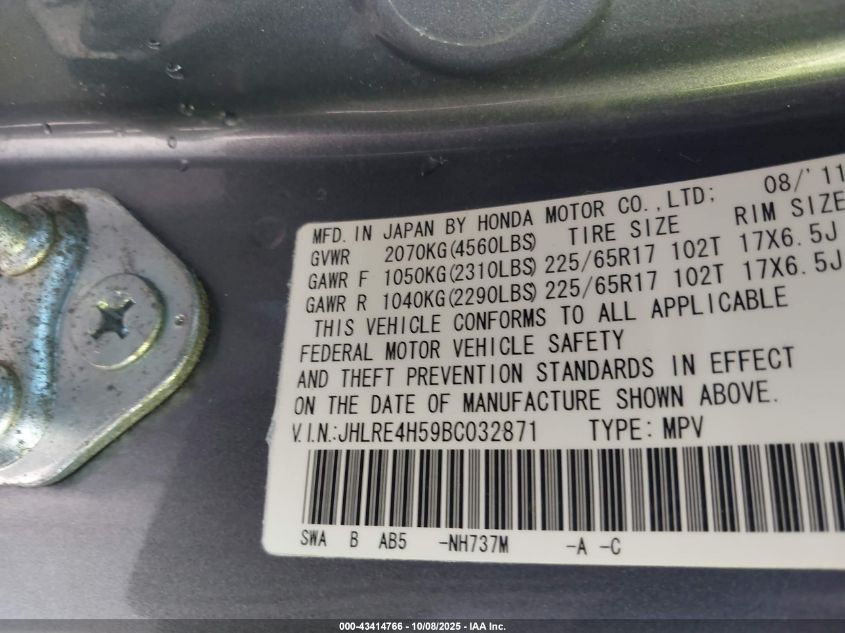 MFD. IN JAPAN BY HONDA MOTOR CO.,LTD; 08/'11
GVWR 2070KG(4560LBS) TIRE SIZE RIM SIZE
GAWR F 1050KG(2310LBS) 225/65R17 102T 17X6.5J
GAWR R 1040KG(2290LBS) 225/65R17 102T 17X6.5J
THIS VEHICLE CONFORMS TO ALL APPLICABLE
FEDERAL MOTOR VEHICLE SAFETY
AND THEFT PREVENTION STANDARDS IN EFFECT
ON THE DATE OF MANUFACTURE SHOWN ABOVE.
V.I.N.:JHLRE4H59BC032871 TYPE: MPV
SWA B AB5 -NH737M -A -C
000-43414766 - 10/08/2025 - IAA Inc.